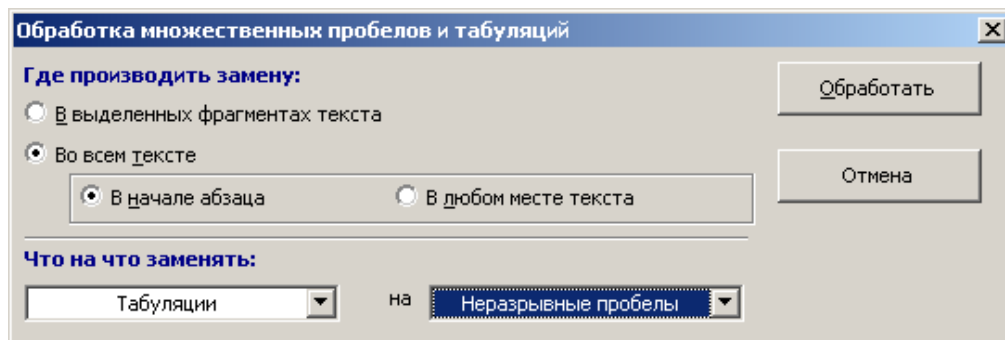 Обработка множественных пробелов и табуляций
Где производить замену:
Обработать
В выделенных фрагментах текста
Во всем тексте
Отмена
В начале абзаца В любом месте текста
Что на что заменять:
Табуляции на Неразрывные пробелы